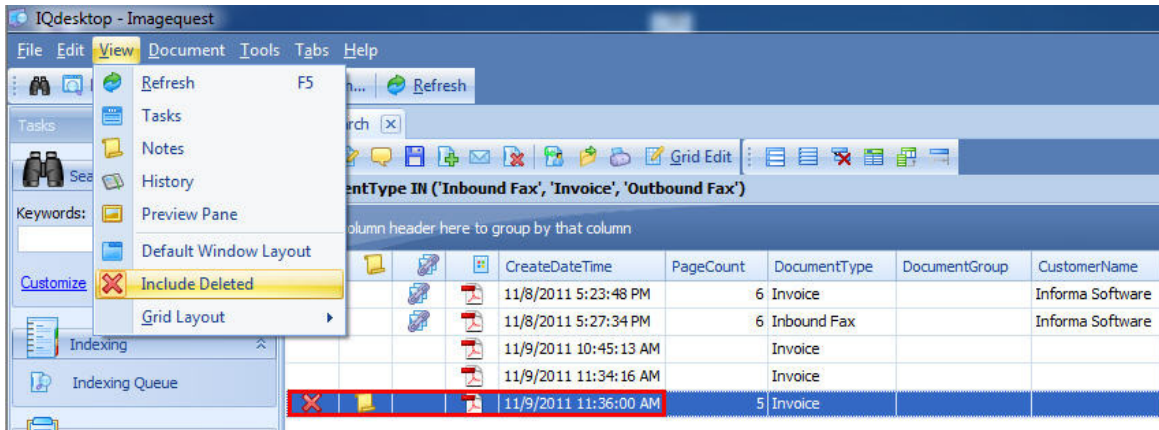 IQdesktop - Imagequest
File Edit View Document Tools Tabs Help
Refresh F5
Tasks
Notes
History
Preview Pane
Default Window Layout
Include Deleted
Grid Layout
Refresh
Tasks
Keywords:
Customize
Indexing
Indexing Queue
Grid Edit
IN ('Inbound Fax', 'Invoice', 'Outbound Fax')
header here to group by that column
CreateDateTime PageCount DocumentType DocumentGroup CustomerName
11/8/2011 5:23:48 PM 6 Invoice Informa Software
11/8/2011 5:27:34 PM 6 Inbound Fax Informa Software
11/9/2011 10:45:13 AM Invoice
11/9/2011 11:34:16 AM Invoice
11/9/2011 11:36:00 AM 5 Invoice